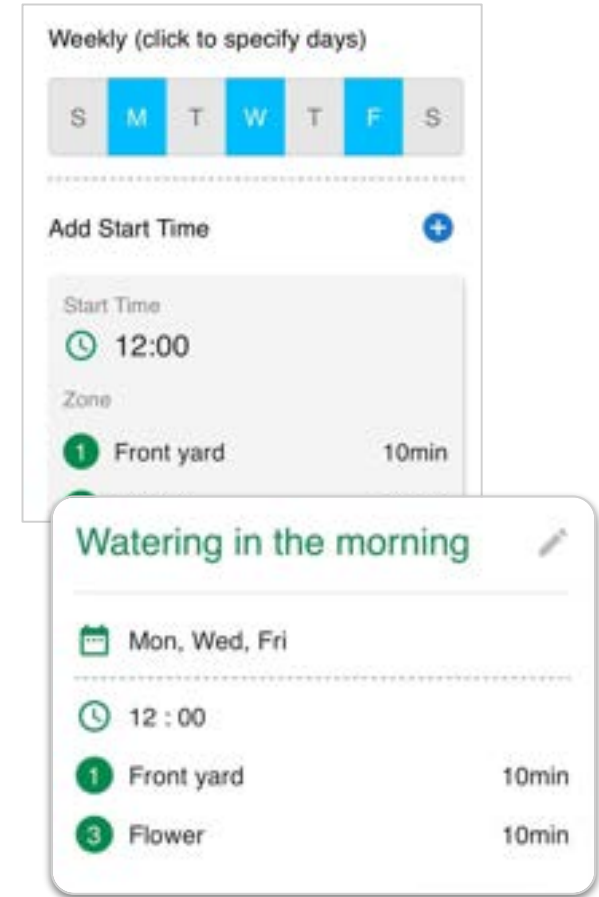 Weekly (click to specify days)
S M T W T F S
Add Start Time
Start Time
12:00
Zone
1 Front yard 10min
Watering in the morning
Mon, Wed, Fri
12 : 00
1 Front yard 10min
3 Flower 10min